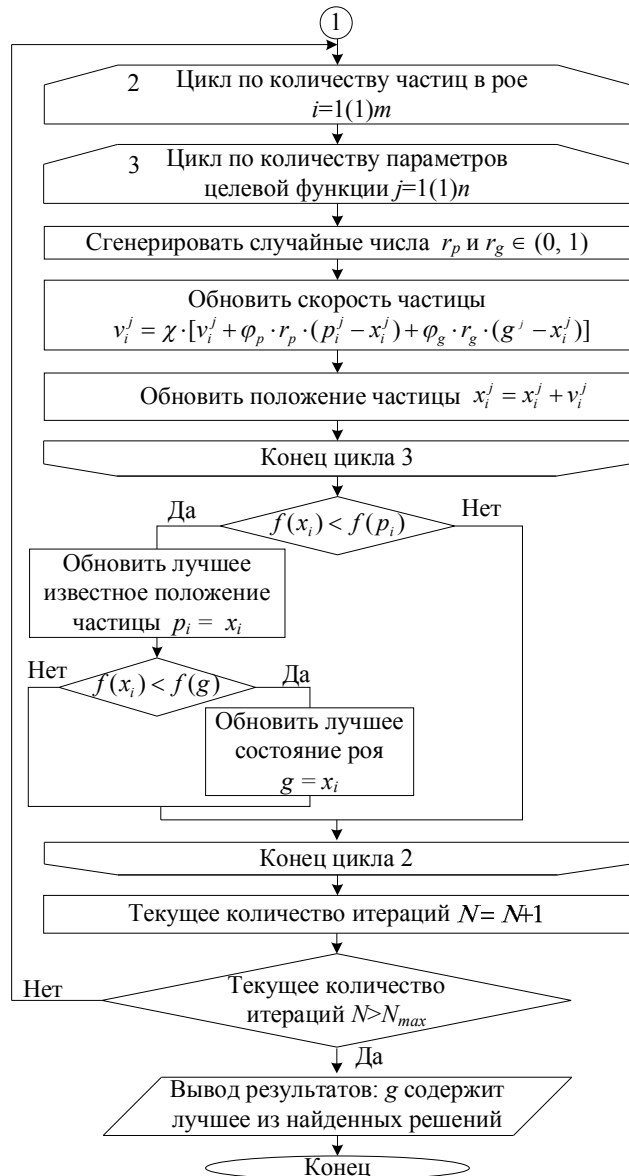 1
2 Цикл по количеству частиц в рое
i=1(1)m
3 Цикл по количеству параметров
целевой функции j=1(1)n
Сгенерировать случайные числа r_p и r_g ∈ (0, 1)
Обновить скорость частицы
v_i^j = χ·[v_i^j + φ_p · r_p · (p_i^j − x_i^j) + φ_g · r_g · (g^j − x_i^j)]
Обновить положение частицы x_i^j = x_i^j + v_i^j
Конец цикла 3
Да
f(x_i) < f(p_i)
Нет
Обновить лучшее
известное положение
частицы p_i = x_i
Нет
f(x_i) < f(g)
Да
Обновить лучшее
состояние роя
g = x_i
Конец цикла 2
Текущее количество итераций N= N+1
Нет
Текущее количество
итераций N>N_max
Да
Вывод результатов: g содержит
лучшее из найденных решений
Конец